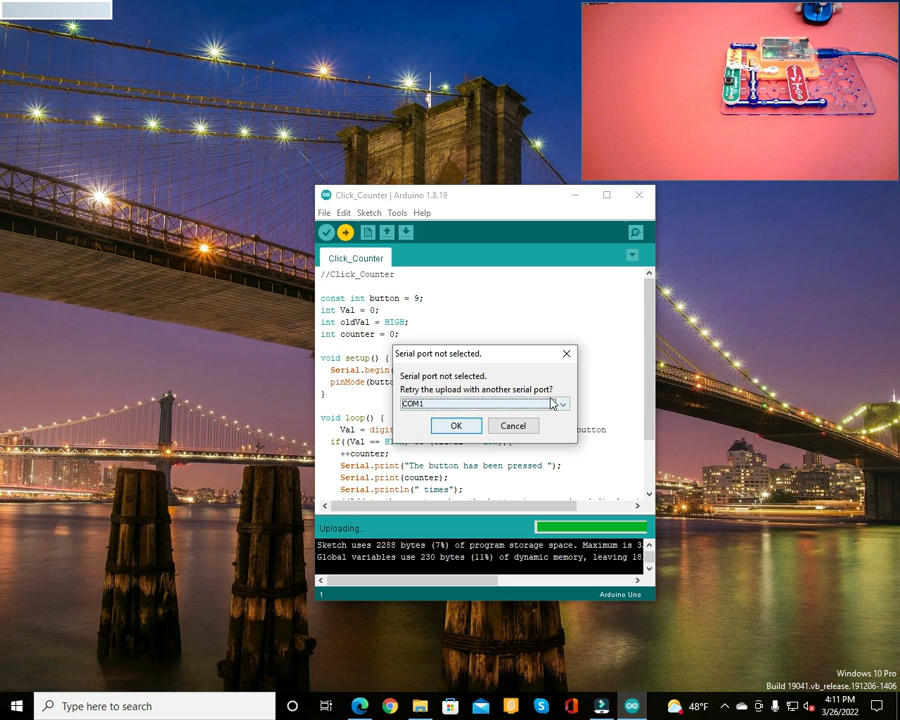 Click_Counter | Arduino 1.8.19
File Edit Sketch Tools Help
Click_Counter
//Click_Counter
const int button = 9;
int Val = 0;
int oldVal = HIGH;
int counter = 0;
void setup() {
Serial.begin
pinMode(butto
}
void loop() {
Val = digit
button
if((Val == HIGH)
++counter;
Serial.print("The button has been pressed ");
Serial.print(counter);
Serial.println(" times");
Serial port not selected.
Serial port not selected.
Retry the upload with another serial port?
COM1
OK Cancel
Uploading...
Sketch uses 2288 bytes (7%) of program storage space. Maximum is 3
Global variables use 230 bytes (11%) of dynamic memory, leaving 18
1 Arduino Uno
Windows 10 Pro
Build 19041.vb_release.191206-1406
Type here to search
48°F
4:11 PM
3/26/2022